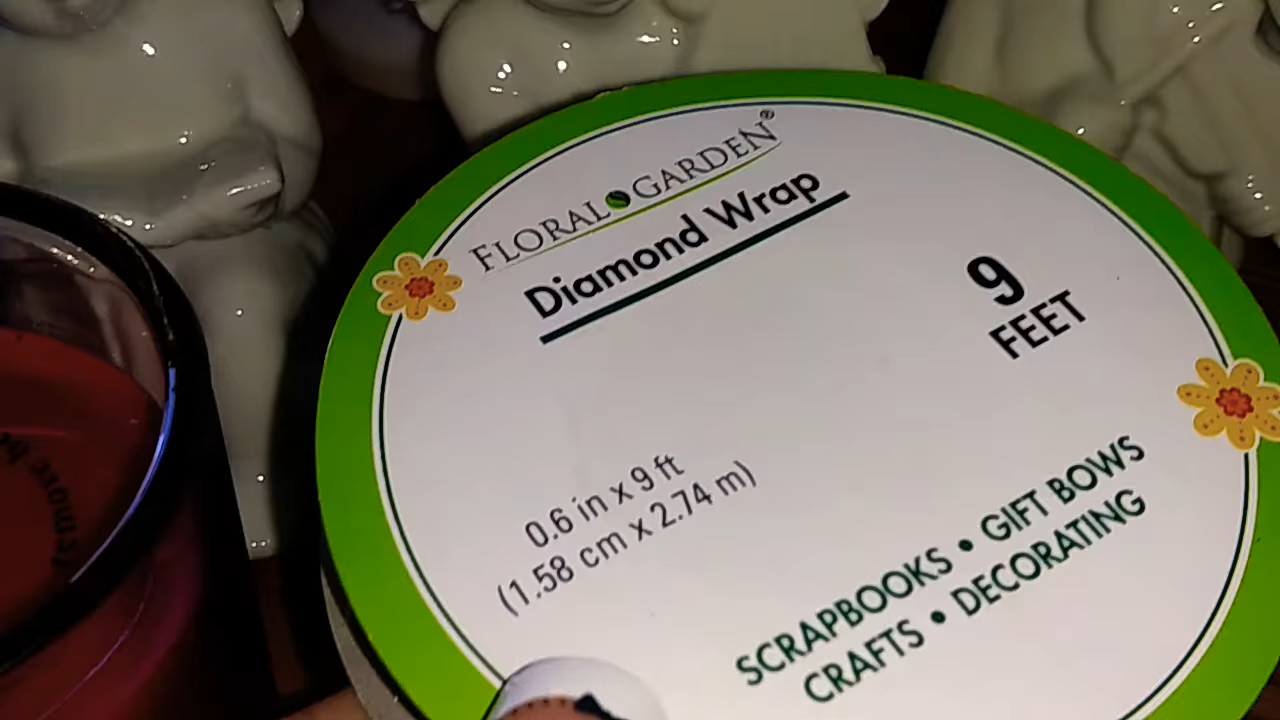 FLORAL GARDEN®
Diamond Wrap
9
FEET
0.6 in x 9 ft
(1.58 cm x 2.74 m)
SCRAPBOOKS • GIFT BOWS
CRAFTS • DECORATING